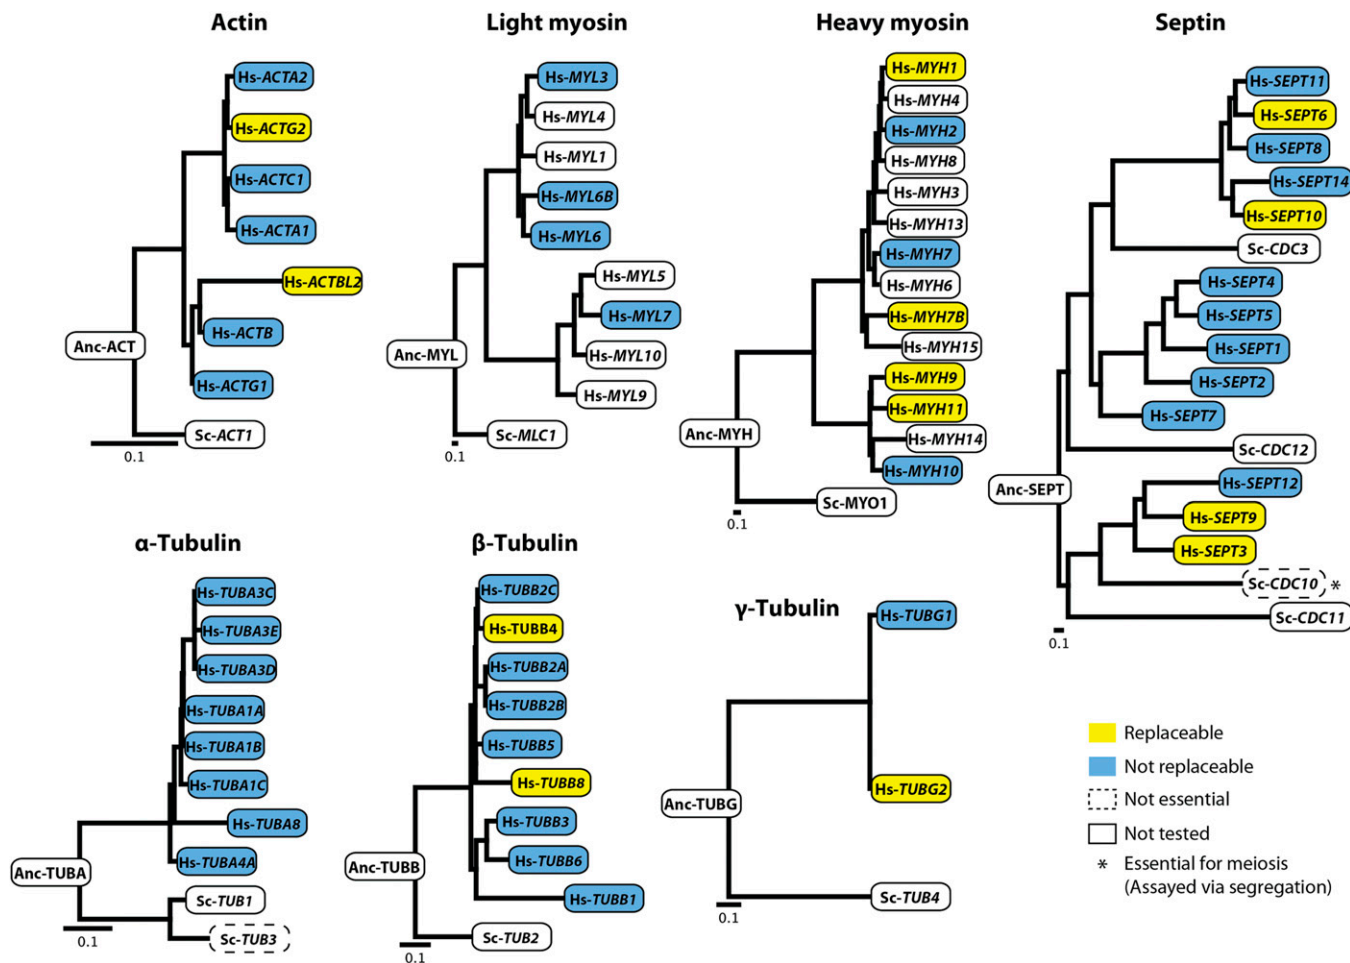 Actin
Hs-ACTA2
Hs-ACTG2
Hs-ACTC1
Hs-ACTA1
Hs-ACTBL2
Hs-ACTB
Hs-ACTG1
Anc-ACT
Sc-ACT1
0.1
Light myosin
Hs-MYL3
Hs-MYL4
Hs-MYL1
Hs-MYL6B
Hs-MYL6
Hs-MYL5
Hs-MYL7
Hs-MYL10
Hs-MYL9
Anc-MYL
Sc-MLC1
0.1
Heavy myosin
Hs-MYH1
Hs-MYH4
Hs-MYH2
Hs-MYH8
Hs-MYH3
Hs-MYH13
Hs-MYH7
Hs-MYH6
Hs-MYH7B
Hs-MYH15
Hs-MYH9
Hs-MYH11
Hs-MYH14
Hs-MYH10
Anc-MYH
Sc-MYO1
0.1
Septin
Hs-SEPT11
Hs-SEPT6
Hs-SEPT8
Hs-SEPT14
Hs-SEPT10
Sc-CDC3
Hs-SEPT4
Hs-SEPT5
Hs-SEPT1
Hs-SEPT2
Hs-SEPT7
Sc-CDC12
Anc-SEPT
Hs-SEPT12
Hs-SEPT9
Hs-SEPT3
Sc-CDC10 *
Sc-CDC11
0.1
α-Tubulin
Hs-TUBA3C
Hs-TUBA3E
Hs-TUBA3D
Hs-TUBA1A
Hs-TUBA1B
Hs-TUBA1C
Hs-TUBA8
Hs-TUBA4A
Anc-TUBA
Sc-TUB1
Sc-TUB3
0.1
β-Tubulin
Hs-TUBB2C
Hs-TUBB4
Hs-TUBB2A
Hs-TUBB2B
Hs-TUBB5
Hs-TUBB8
Hs-TUBB3
Hs-TUBB6
Hs-TUBB1
Anc-TUBB
Sc-TUB2
0.1
γ-Tubulin
Hs-TUBG1
Hs-TUBG2
Anc-TUBG
Sc-TUB4
0.1
Replaceable
Not replaceable
Not essential
Not tested
* Essential for meiosis
(Assayed via segregation)